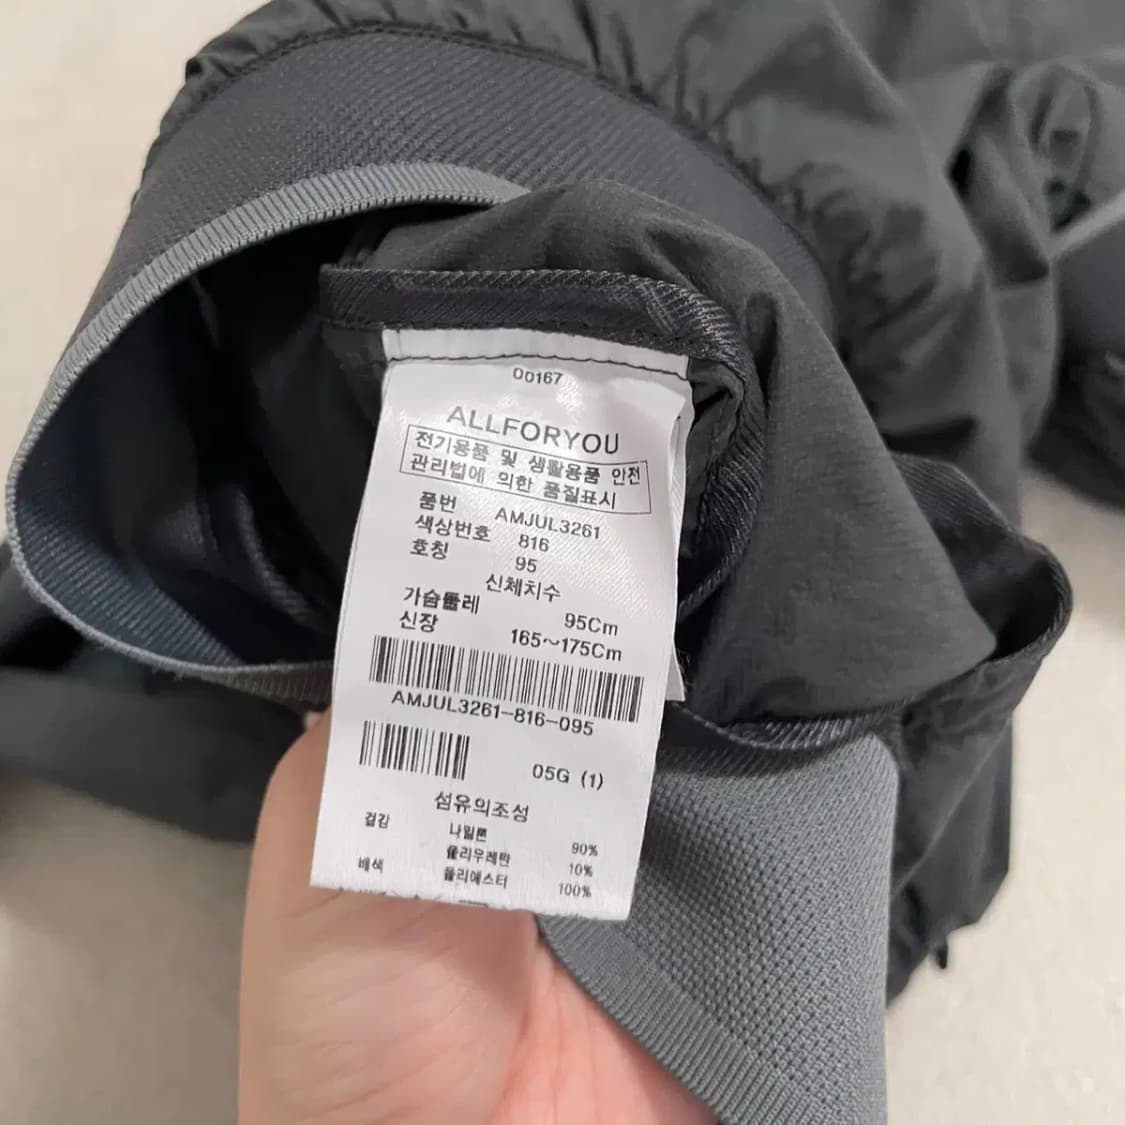 00167
ALLFORYOU
전기용품 및 생활용품 안전
관리법에 의한 품질표시
품번 AMJUL3261
색상번호 816
호칭 95
신체치수
가슴둘레 95Cm
신장 165~175Cm
AMJUL3261-816-095
05G (1)
섬유의조성
겉감 나일론 90%
폴리우레탄 10%
배색 폴리에스터 100%